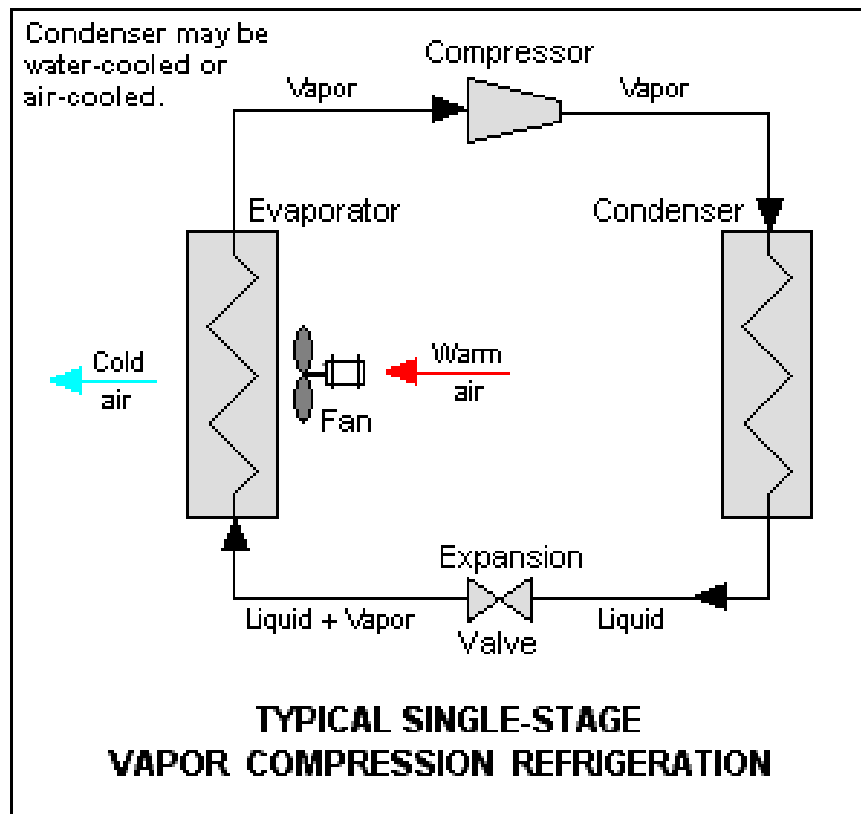 Condenser may be
water-cooled or
air-cooled.
Compressor
Vapor
Vapor
Evaporator
Condenser
Cold
air
Warm
air
Fan
Expansion
Valve
Liquid + Vapor
Liquid
TYPICAL SINGLE-STAGE
VAPOR COMPRESSION REFRIGERATION